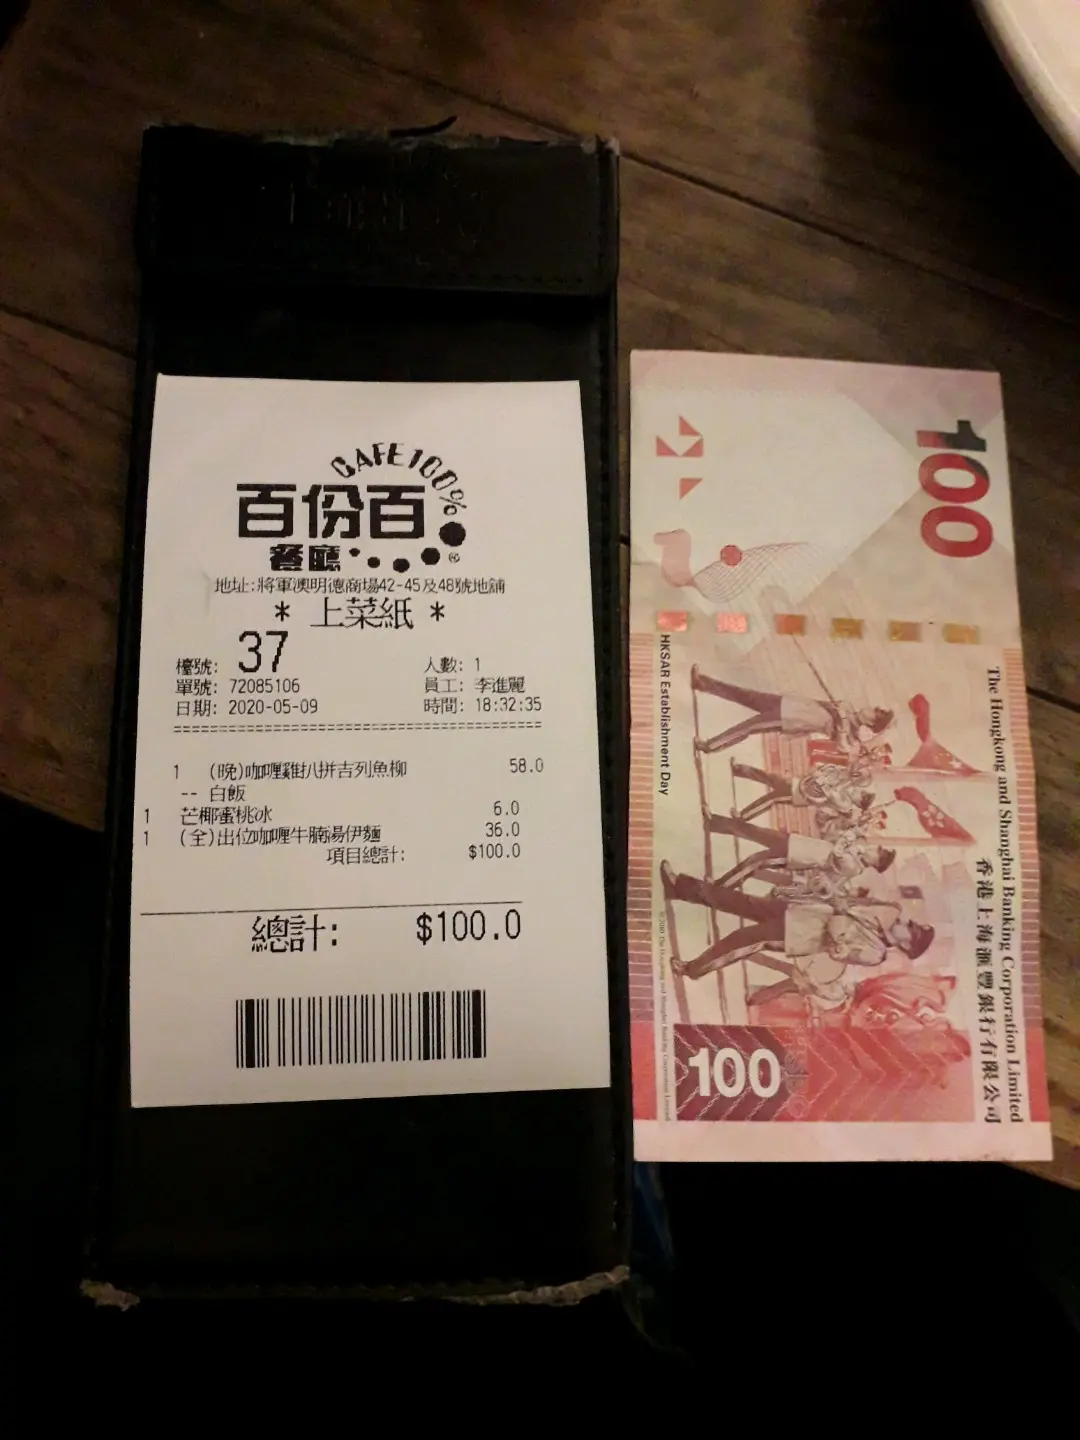 CAFE100%
百份百
餐廳
®
地址:將軍澳明德商場42-45及48號地舖
* 上菜紙 *
檯號: 37 人數: 1
單號: 72085106 員工: 李進麗
日期: 2020-05-09 時間: 18:32:35
1 (晚)咖喱雞扒拼吉列魚柳 58.0
-- 白飯
1 芒椰蜜桃冰 6.0
1 (全)出位咖喱牛腩湯伊麵 36.0
項目總計: $100.0
總計: $100.0
100
HKSAR Establishment Day
The Hongkong and Shanghai Banking Corporation Limited
香港上海滙豐銀行有限公司
100